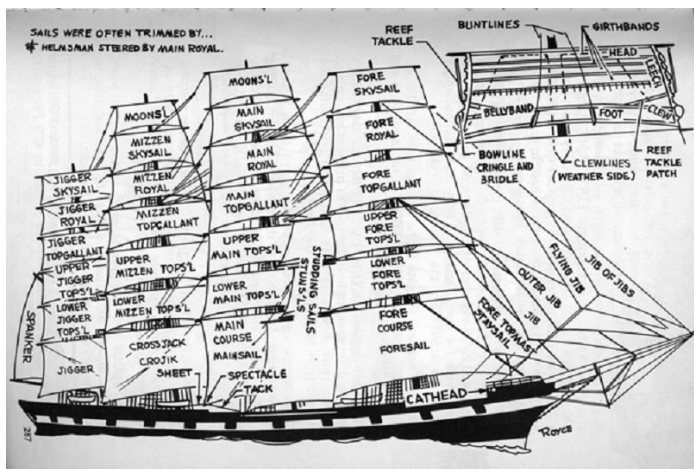 SAILS WERE OFTEN TRIMMED BY...
* HELMSMAN STEERED BY MAIN ROYAL.
REEF
TACKLE
BUNTLINES
GIRTHBANDS
HEAD
LEECH
BELLYBAND
FOOT
CLEW
BOWLINE
CRINGLE AND
BRIDLE
CLEWLINES
(WEATHER SIDE)
REEF
TACKLE
PATCH
JIGGER
SKYSAIL
JIGGER
ROYAL
JIGGER
TOPGALLANT
UPPER
JIGGER
TOPS'L
LOWER
JIGGER
TOPS'L
JIGGER
SPANKER
MOONS'L
MIZZEN
SKYSAIL
MIZZEN
ROYAL
MIZZEN
TOPGALLANT
UPPER
MIZZEN TOPS'L
LOWER
MIZZEN TOPS'L
CROSSJACK
CROJIK
SHEET
MOONS'L
MAIN
SKYSAIL
MAIN
ROYAL
MAIN
TOPGALLANT
UPPER
MAIN TOPS'L
LOWER
MAIN TOPS'L
MAIN
COURSE
MAINSAIL
SPECTACLE
TACK
STUDDING SAILS
STUNS'LS
FORE
SKYSAIL
FORE
ROYAL
FORE
TOPGALLANT
UPPER
FORE
TOPS'L
LOWER
FORE
TOPS'L
FORE
COURSE
FORESAIL
FORE TOPMAST
STAYSAIL
JIB
OUTER JIB
FLYING JIB
JIB OF JIBS
CATHEAD
ROYCE
287